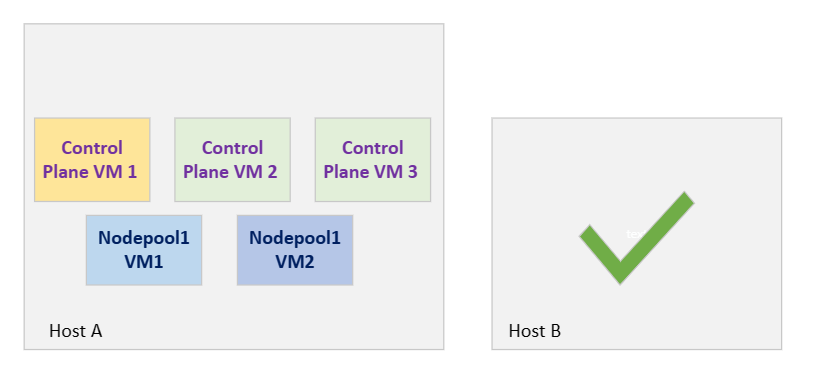 Control
Plane VM 1
Control
Plane VM 2
Control
Plane VM 3
Nodepool1
VM1
Nodepool1
VM2
Host A
Host B